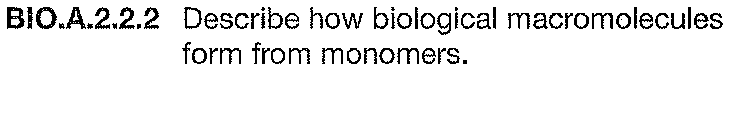 BIO.A.2.2.2 Describe how biological macromolecules
form from monomers.